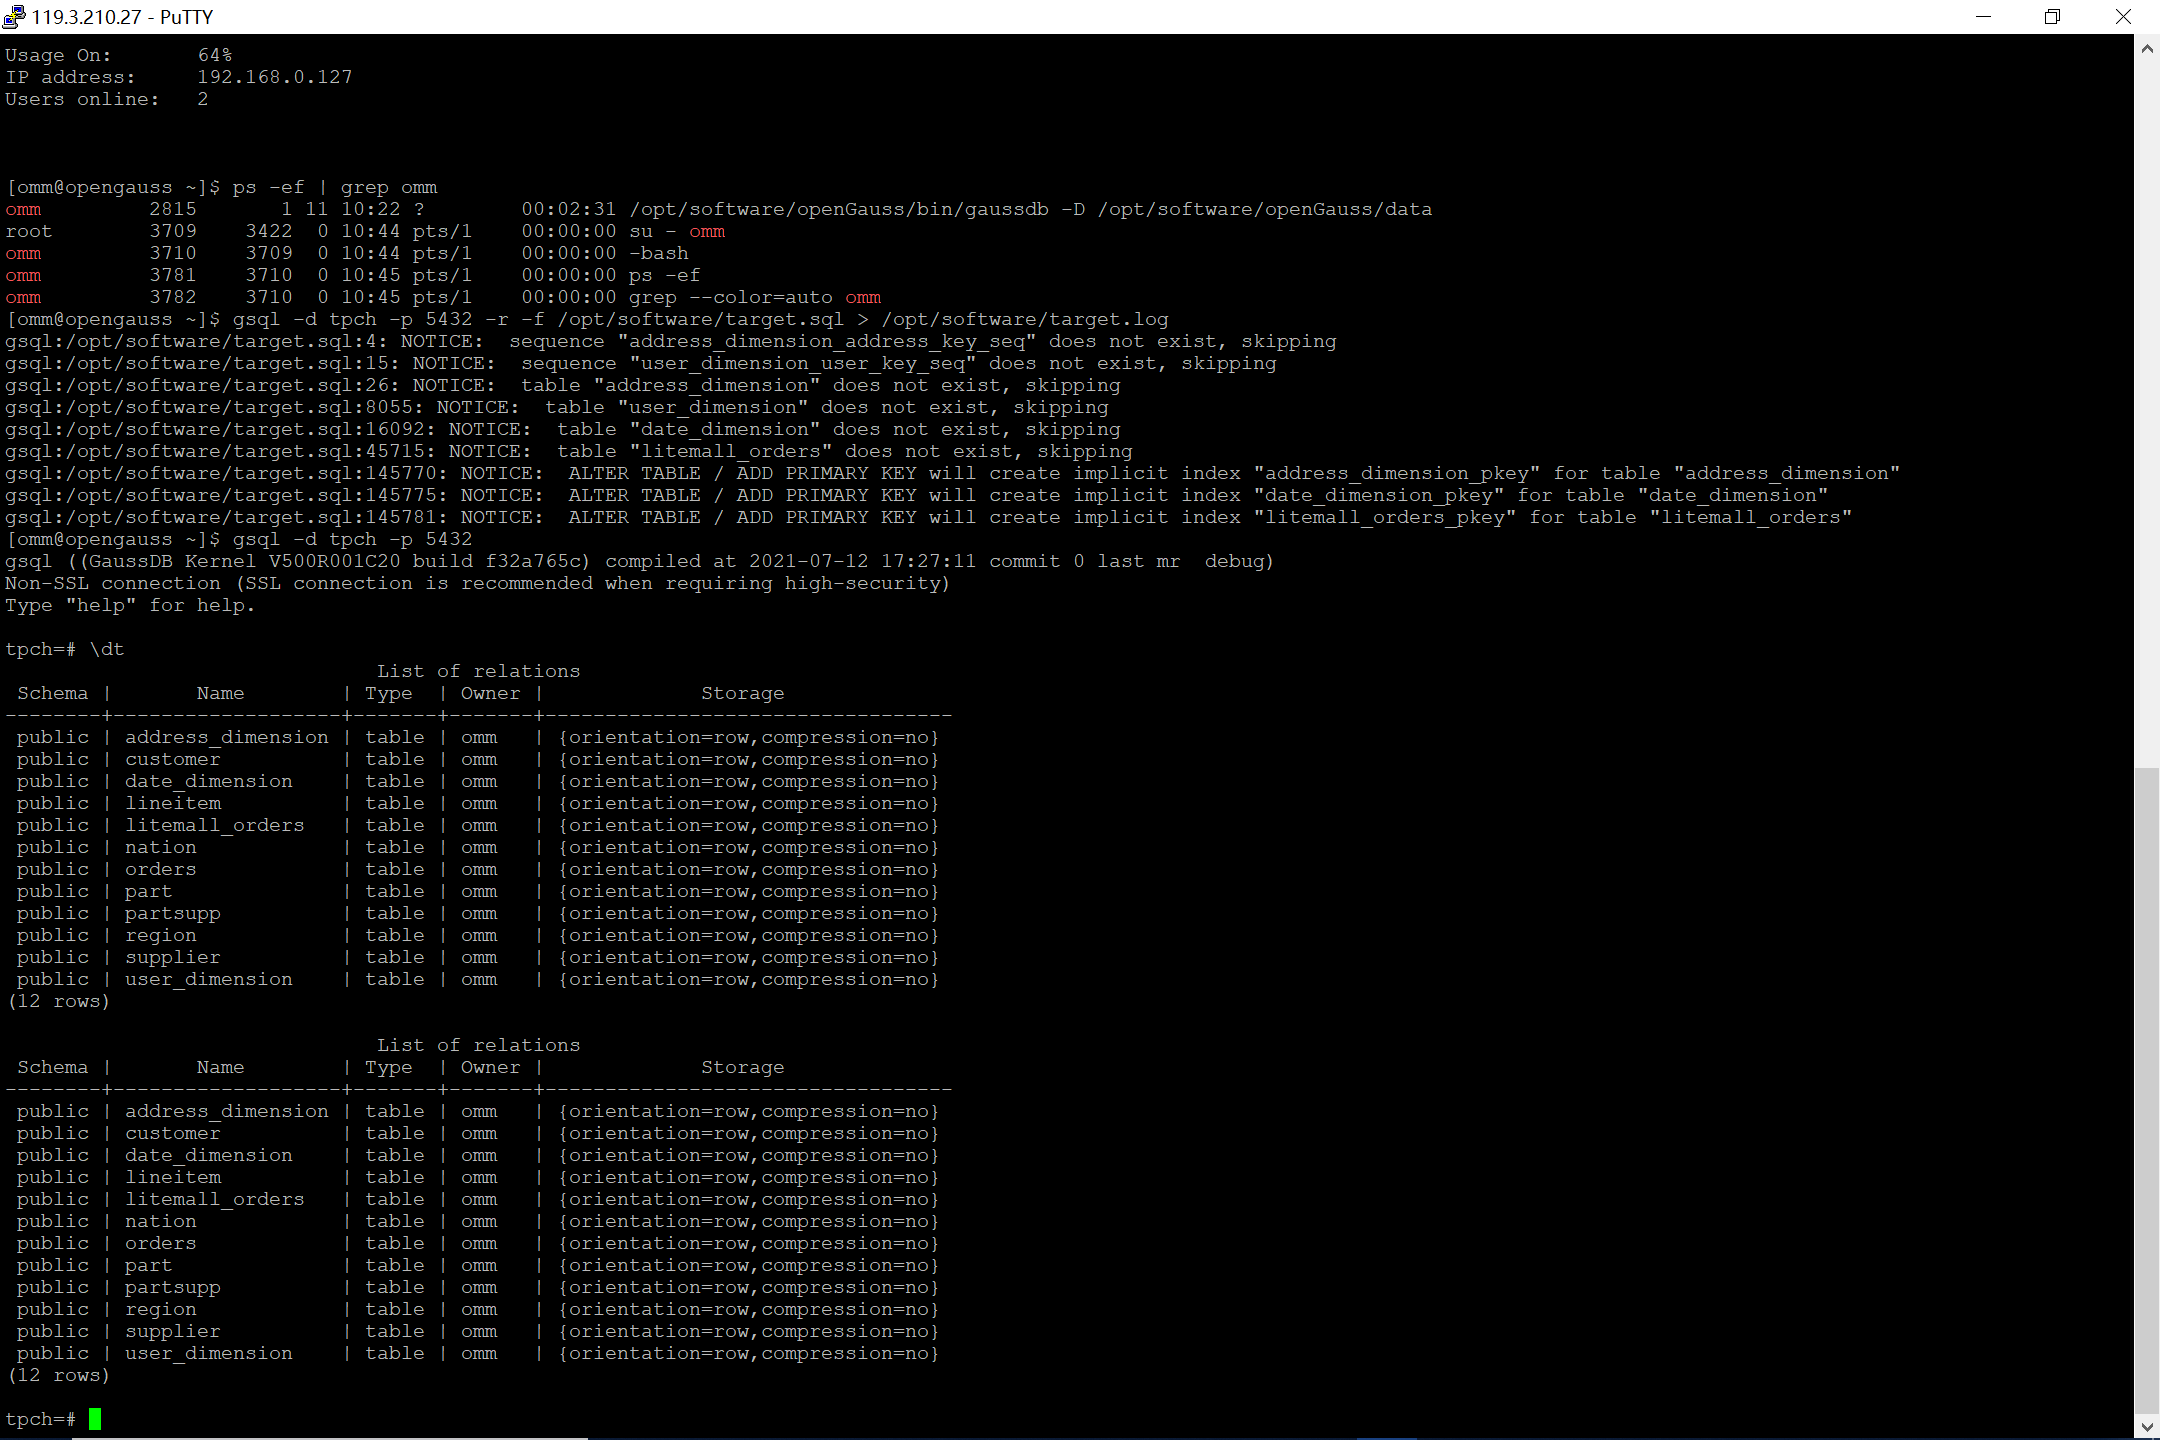 119.3.210.27 - PuTTY
Usage On:       64%
IP address:     192.168.0.127
Users online:   2
[omm@opengauss ~]$ ps -ef | grep omm
omm         2815       1 11 10:22 ?        00:02:31 /opt/software/openGauss/bin/gaussdb -D /opt/software/openGauss/data
root        3709    3422  0 10:44 pts/1    00:00:00 su - omm
omm         3710    3709  0 10:44 pts/1    00:00:00 -bash
omm         3781    3710  0 10:45 pts/1    00:00:00 ps -ef
omm         3782    3710  0 10:45 pts/1    00:00:00 grep --color=auto omm
[omm@opengauss ~]$ gsql -d tpch -p 5432 -r -f /opt/software/target.sql > /opt/software/target.log
gsql:/opt/software/target.sql:4: NOTICE:  sequence "address_dimension_address_key_seq" does not exist, skipping
gsql:/opt/software/target.sql:15: NOTICE:  sequence "user_dimension_user_key_seq" does not exist, skipping
gsql:/opt/software/target.sql:26: NOTICE:  table "address_dimension" does not exist, skipping
gsql:/opt/software/target.sql:8055: NOTICE:  table "user_dimension" does not exist, skipping
gsql:/opt/software/target.sql:16092: NOTICE:  table "date_dimension" does not exist, skipping
gsql:/opt/software/target.sql:45715: NOTICE:  table "litemall_orders" does not exist, skipping
gsql:/opt/software/target.sql:145770: NOTICE:  ALTER TABLE / ADD PRIMARY KEY will create implicit index "address_dimension_pkey" for table "address_dimension"
gsql:/opt/software/target.sql:145775: NOTICE:  ALTER TABLE / ADD PRIMARY KEY will create implicit index "date_dimension_pkey" for table "date_dimension"
gsql:/opt/software/target.sql:145781: NOTICE:  ALTER TABLE / ADD PRIMARY KEY will create implicit index "litemall_orders_pkey" for table "litemall_orders"
[omm@opengauss ~]$ gsql -d tpch -p 5432
gsql ((GaussDB Kernel V500R001C20 build f32a765c) compiled at 2021-07-12 17:27:11 commit 0 last mr  debug)
Non-SSL connection (SSL connection is recommended when requiring high-security)
Type "help" for help.
tpch=# \dt
                               List of relations
 Schema |       Name        | Type  | Owner |             Storage
--------+-------------------+-------+-------+----------------------------------
 public | address_dimension | table | omm   | {orientation=row,compression=no}
 public | customer          | table | omm   | {orientation=row,compression=no}
 public | date_dimension    | table | omm   | {orientation=row,compression=no}
 public | lineitem          | table | omm   | {orientation=row,compression=no}
 public | litemall_orders   | table | omm   | {orientation=row,compression=no}
 public | nation            | table | omm   | {orientation=row,compression=no}
 public | orders            | table | omm   | {orientation=row,compression=no}
 public | part              | table | omm   | {orientation=row,compression=no}
 public | partsupp          | table | omm   | {orientation=row,compression=no}
 public | region            | table | omm   | {orientation=row,compression=no}
 public | supplier          | table | omm   | {orientation=row,compression=no}
 public | user_dimension    | table | omm   | {orientation=row,compression=no}
(12 rows)
                               List of relations
 Schema |       Name        | Type  | Owner |             Storage
--------+-------------------+-------+-------+----------------------------------
 public | address_dimension | table | omm   | {orientation=row,compression=no}
 public | customer          | table | omm   | {orientation=row,compression=no}
 public | date_dimension    | table | omm   | {orientation=row,compression=no}
 public | lineitem          | table | omm   | {orientation=row,compression=no}
 public | litemall_orders   | table | omm   | {orientation=row,compression=no}
 public | nation            | table | omm   | {orientation=row,compression=no}
 public | orders            | table | omm   | {orientation=row,compression=no}
 public | part              | table | omm   | {orientation=row,compression=no}
 public | partsupp          | table | omm   | {orientation=row,compression=no}
 public | region            | table | omm   | {orientation=row,compression=no}
 public | supplier          | table | omm   | {orientation=row,compression=no}
 public | user_dimension    | table | omm   | {orientation=row,compression=no}
(12 rows)
tpch=#